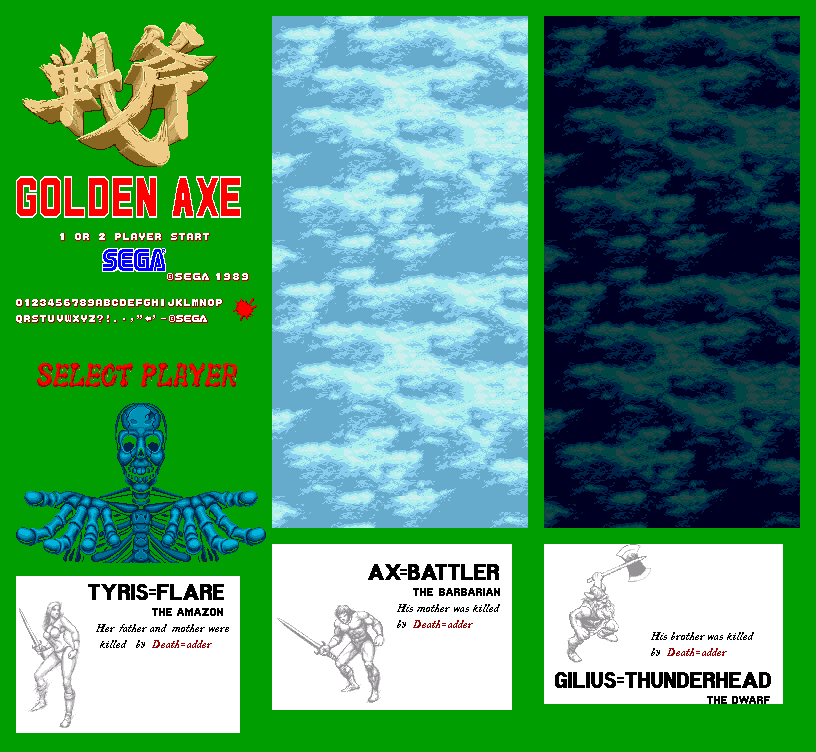 戦斧
GOLDEN AXE
1 OR 2 PLAYER START
SEGA
©SEGA 1989
0123456789ABCDEFGHIJKLMNOP
QRSTUVWXYZ?!.·,"←'-©SEGA
SELECT PLAYER
TYRIS=FLARE
THE AMAZON
Her father and mother were
killed by Death=adder
AX=BATTLER
THE BARBARIAN
His mother was killed
by Death=adder
His brother was killed
by Death=adder
GILIUS=THUNDERHEAD
THE DWARF